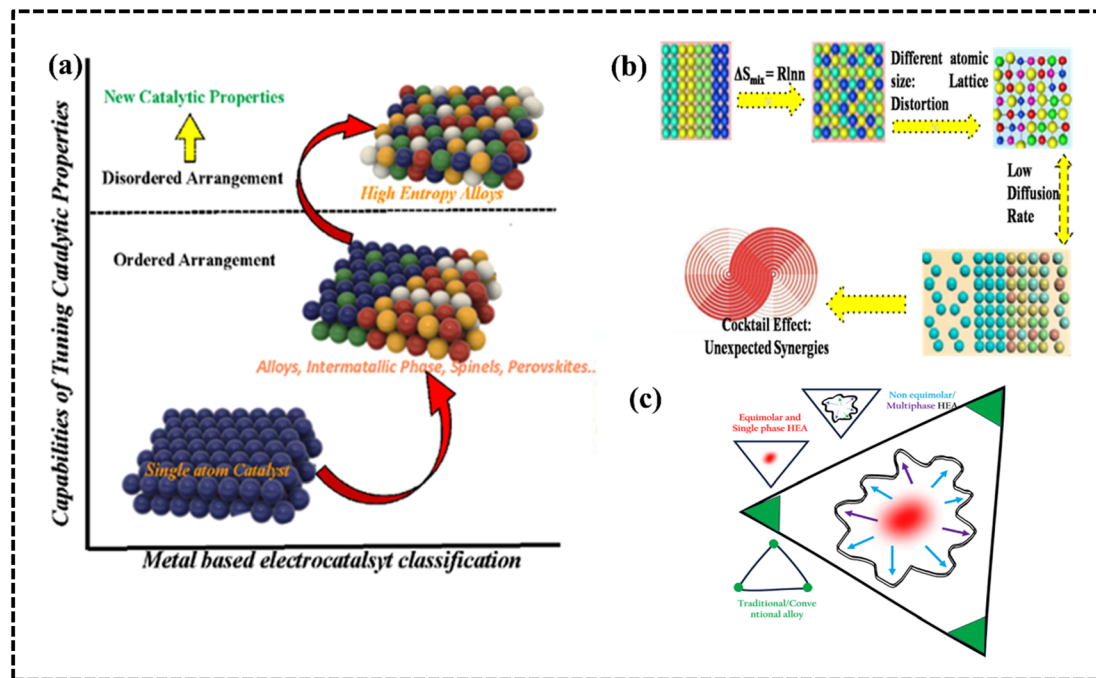 (a)
Capabilities of Tuning Catalytic Properties
New Catalytic Properties
Disordered Arrangement
High Entropy Alloys
Ordered Arrangement
Alloys, Intermatallic Phase, Spinels, Perovskites..
Single atom Catalyst
Metal based electrocatalsyt classification
(b)
ΔSmix = Rlnn
Different atomic
size: Lattice
Distortion
Low
Diffusion
Rate
Cocktail Effect:
Unexpected Synergies
(c)
Equimolar and
Single phase HEA
Non equimolar/
Multiphase HEA
Traditional/Conve
ntional alloy